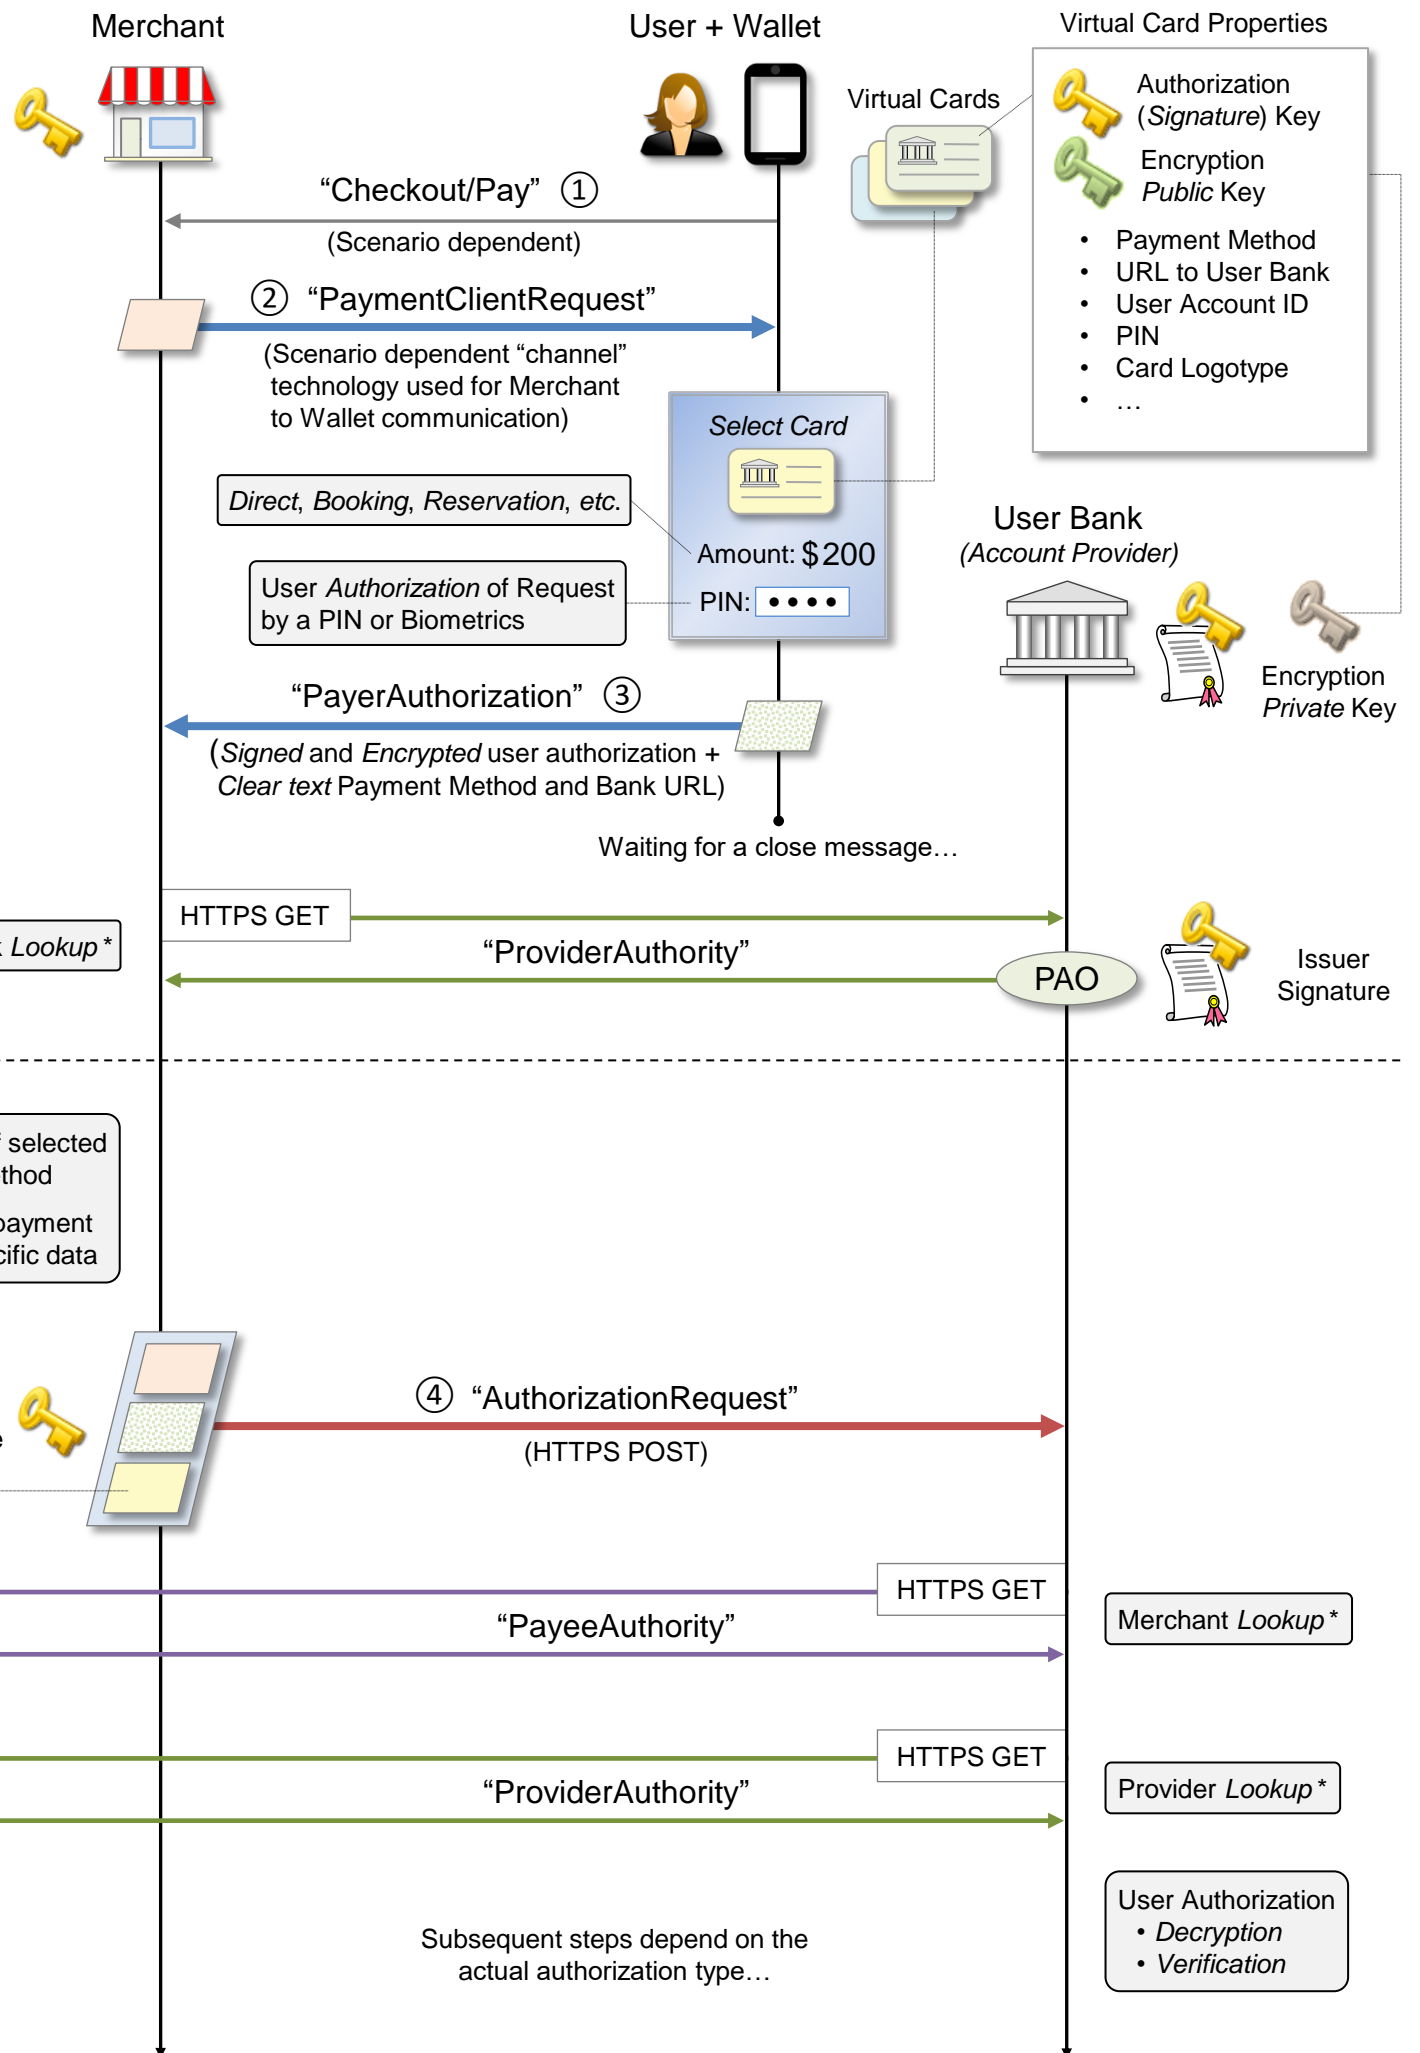 Merchant
User + Wallet
Virtual Card Properties
Virtual Cards
Authorization
(Signature) Key
Encryption
Public Key
• Payment Method
• URL to User Bank
• User Account ID
• PIN
• Card Logotype
• …
“Checkout/Pay” ①
(Scenario dependent)
② “PaymentClientRequest”
(Scenario dependent “channel”
technology used for Merchant
to Wallet communication)
Select Card
Direct, Booking, Reservation, etc.
Amount: $200
User Authorization of Request
by a PIN or Biometrics
PIN: ••••
User Bank
(Account Provider)
Encryption
Private Key
“PayerAuthorization” ③
(Signed and Encrypted user authorization +
Clear text Payment Method and Bank URL)
Waiting for a close message…
HTTPS GET
Lookup *
“ProviderAuthority”
PAO
Issuer
Signature
selected
payment
data
④ “AuthorizationRequest”
(HTTPS POST)
HTTPS GET
“PayeeAuthority”
Merchant Lookup *
HTTPS GET
“ProviderAuthority”
Provider Lookup *
User Authorization
• Decryption
• Verification
Subsequent steps depend on the
actual authorization type…